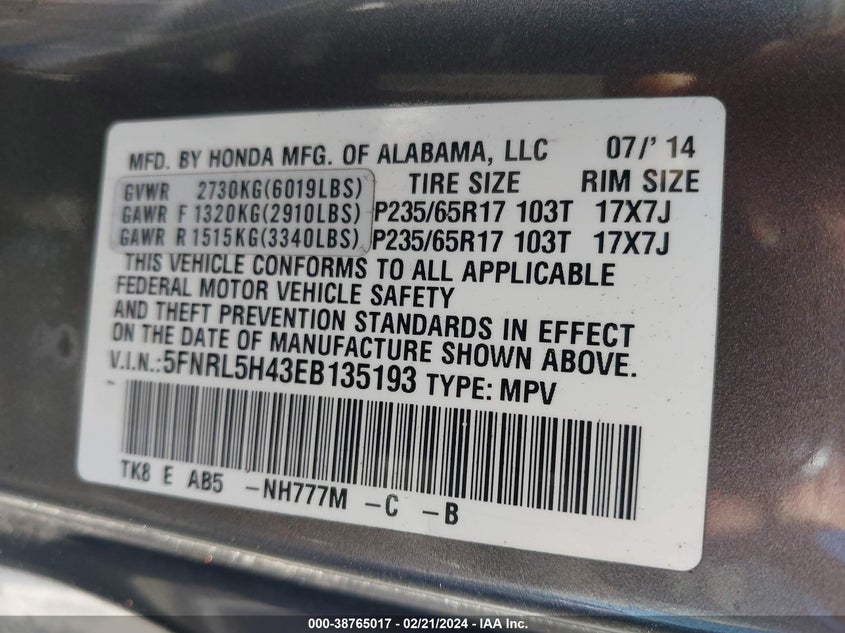 MFD. BY HONDA MFG. OF ALABAMA, LLC 07/' 14
GVWR 2730KG(6019LBS) TIRE SIZE RIM SIZE
GAWR F 1320KG(2910LBS) P235/65R17 103T 17X7J
GAWR R 1515KG(3340LBS) P235/65R17 103T 17X7J
THIS VEHICLE CONFORMS TO ALL APPLICABLE
FEDERAL MOTOR VEHICLE SAFETY
AND THEFT PREVENTION STANDARDS IN EFFECT
ON THE DATE OF MANUFACTURE SHOWN ABOVE.
V.I.N.:5FNRL5H43EB135193 TYPE: MPV
TK8 E AB5 -NH777M -C -B
000-38765017 - 02/21/2024 - IAA Inc.